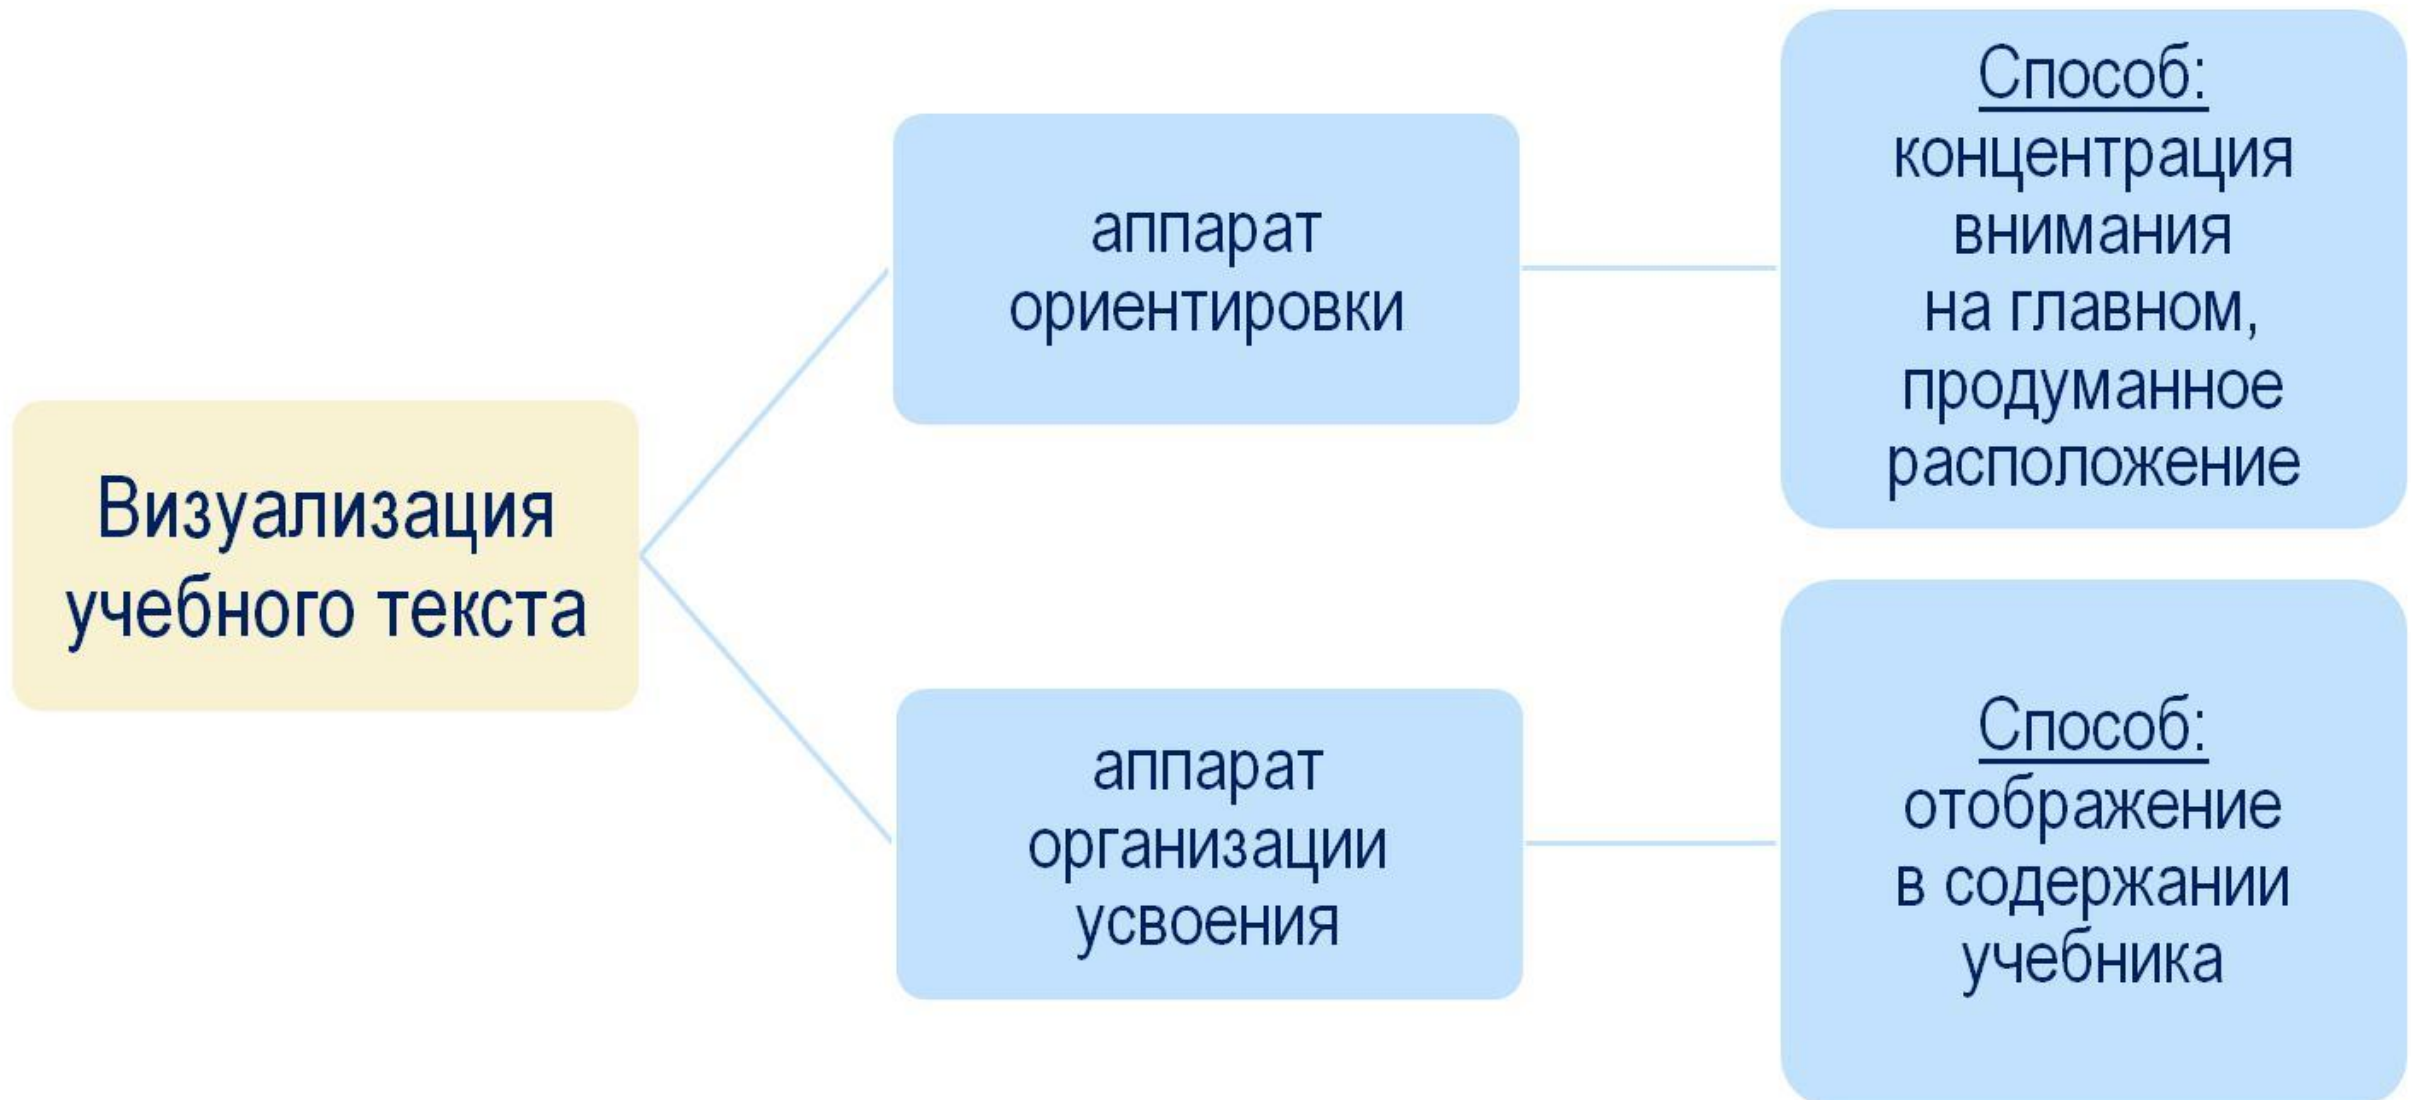 Визуализация
учебного текста
аппарат
ориентировки
Способ:
концентрация
внимания
на главном,
продуманное
расположение
аппарат
организации
усвоения
Способ:
отображение
в содержании
учебника